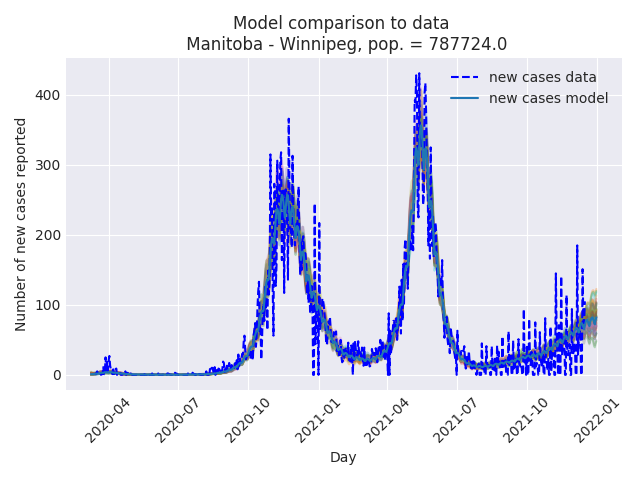 Model comparison to data
Manitoba - Winnipeg, pop. = 787724.0
new cases data
new cases model
Number of new cases reported
400
300
200
100
0
2020-04
2020-07
2020-10
2021-01
2021-04
2021-07
2021-10
2022-01
Day